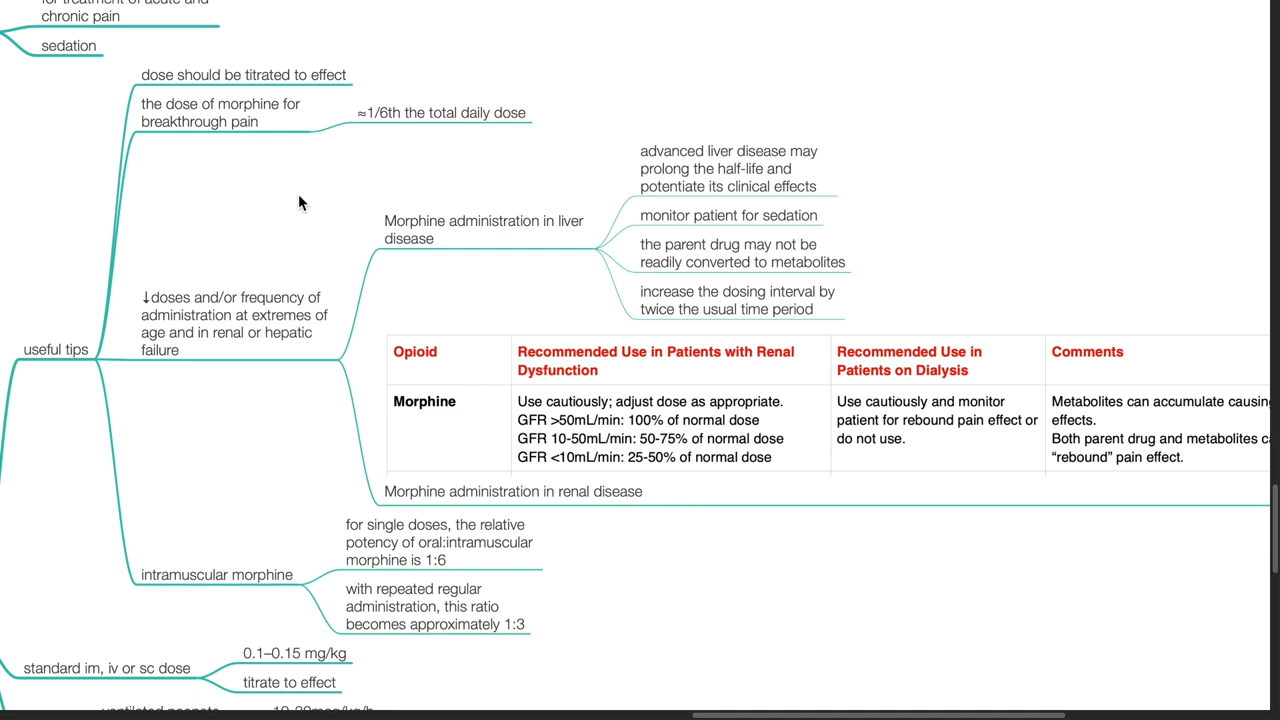 for treatment of acute and
chronic pain
sedation
dose should be titrated to effect
the dose of morphine for
breakthrough pain
≈1/6th the total daily dose
advanced liver disease may
prolong the half-life and
potentiate its clinical effects
Morphine administration in liver
disease
monitor patient for sedation
the parent drug may not be
readily converted to metabolites
increase the dosing interval by
twice the usual time period
↓doses and/or frequency of
administration at extremes of
age and in renal or hepatic
failure
useful tips
Opioid
Recommended Use in Patients with Renal
Dysfunction
Recommended Use in
Patients on Dialysis
Comments
Morphine
Use cautiously; adjust dose as appropriate.
GFR >50mL/min: 100% of normal dose
GFR 10-50mL/min: 50-75% of normal dose
GFR <10mL/min: 25-50% of normal dose
Use cautiously and monitor
patient for rebound pain effect or
do not use.
Metabolites can accumulate causing
effects.
Both parent drug and metabolites
“rebound” pain effect.
Morphine administration in renal disease
for single doses, the relative
potency of oral:intramuscular
morphine is 1:6
intramuscular morphine
with repeated regular
administration, this ratio
becomes approximately 1:3
standard im, iv or sc dose
0.1–0.15 mg/kg
titrate to effect
ventilated neonates